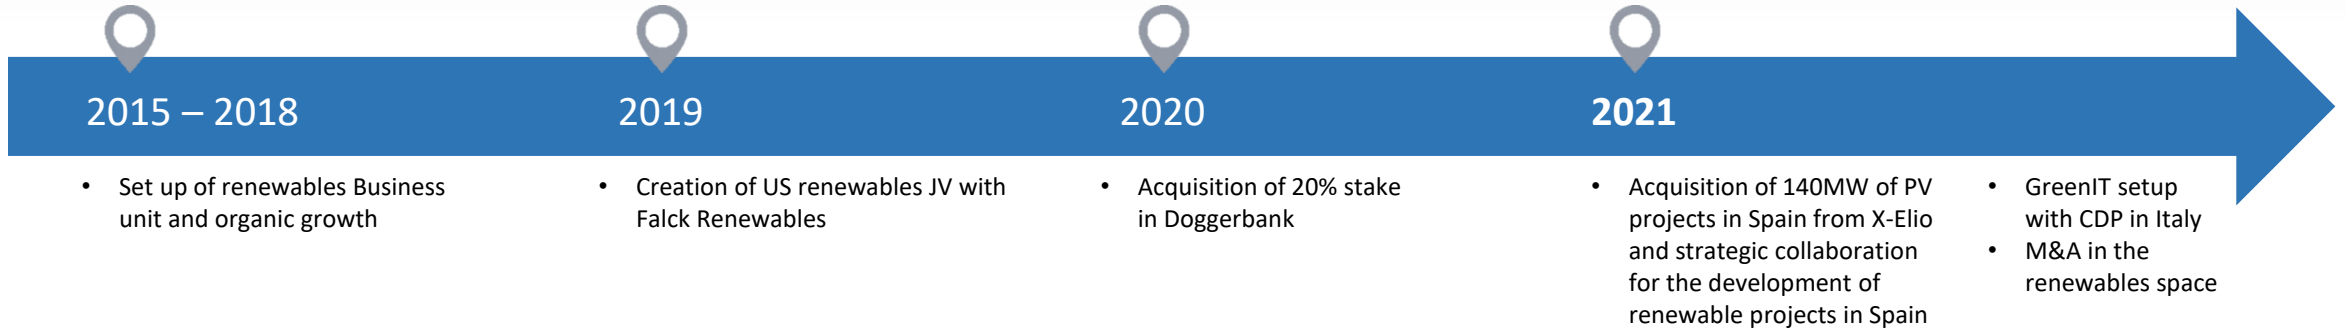 2015 – 2018
• Set up of renewables Business
unit and organic growth
2019
• Creation of US renewables JV with
Falck Renewables
2020
• Acquisition of 20% stake
in Doggerbank
2021
• Acquisition of 140MW of PV
projects in Spain from X-Elio
and strategic collaboration
for the development of
renewable projects in Spain
• GreenIT setup
with CDP in Italy
• M&A in the
renewables space